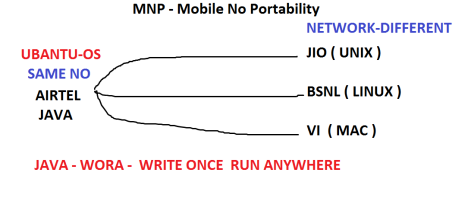 MNP - Mobile No Portability
NETWORK-DIFFERENT
UBANTU-OS
JIO ( UNIX )
SAME NO
AIRTEL
BSNL ( LINUX )
JAVA
VI ( MAC )
JAVA - WORA - WRITE ONCE RUN ANYWHERE